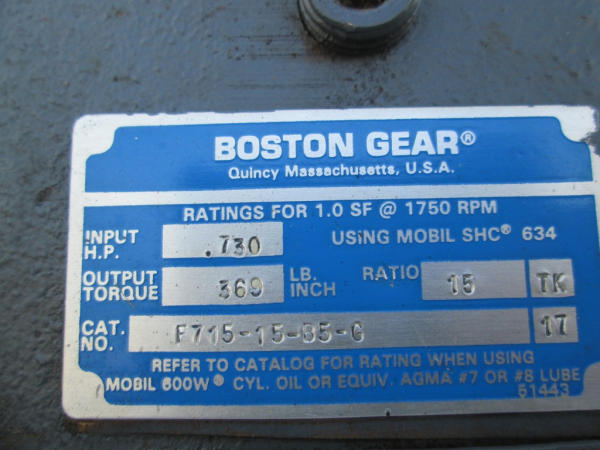 BOSTON GEAR®
Quincy Massachusetts, U.S.A.
RATINGS FOR 1.0 SF @ 1750 RPM
INPUT H.P. .730 USING MOBIL SHC® 634
OUTPUT TORQUE 369 LB. INCH RATIO 15 TK
CAT. NO. F715-15-B5-G 17
REFER TO CATALOG FOR RATING WHEN USING
MOBIL 600W® CYL. OIL OR EQUIV. AGMA #7 OR #8 LUBE
51443